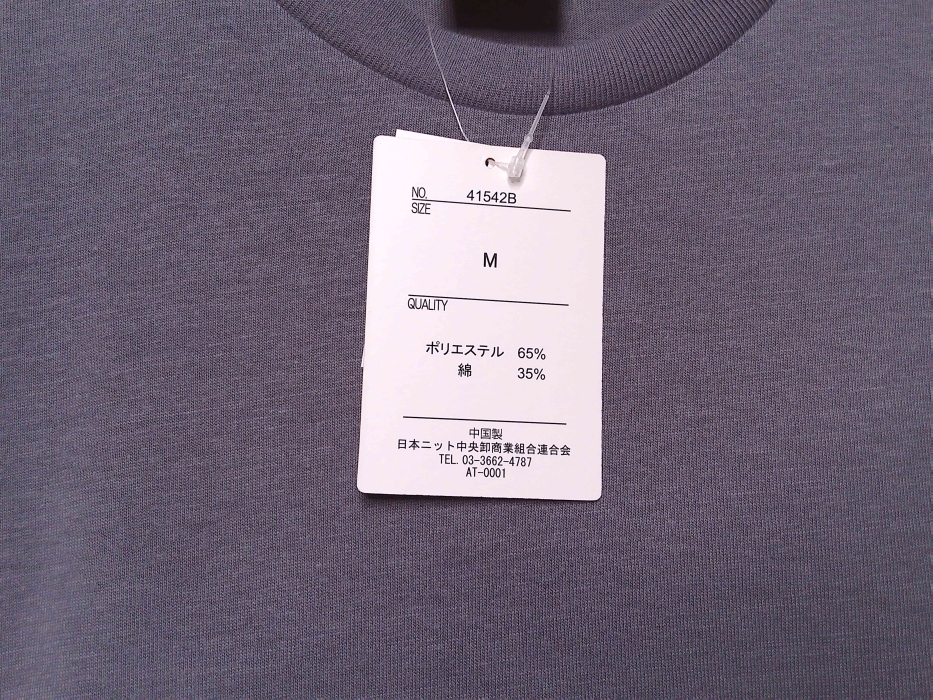 NO. 41542B
SIZE
M
QUALITY
ポリエステル 65%
綿 35%
中国製
日本ニット中央卸商業組合連合会
TEL. 03-3662-4787
AT-0001